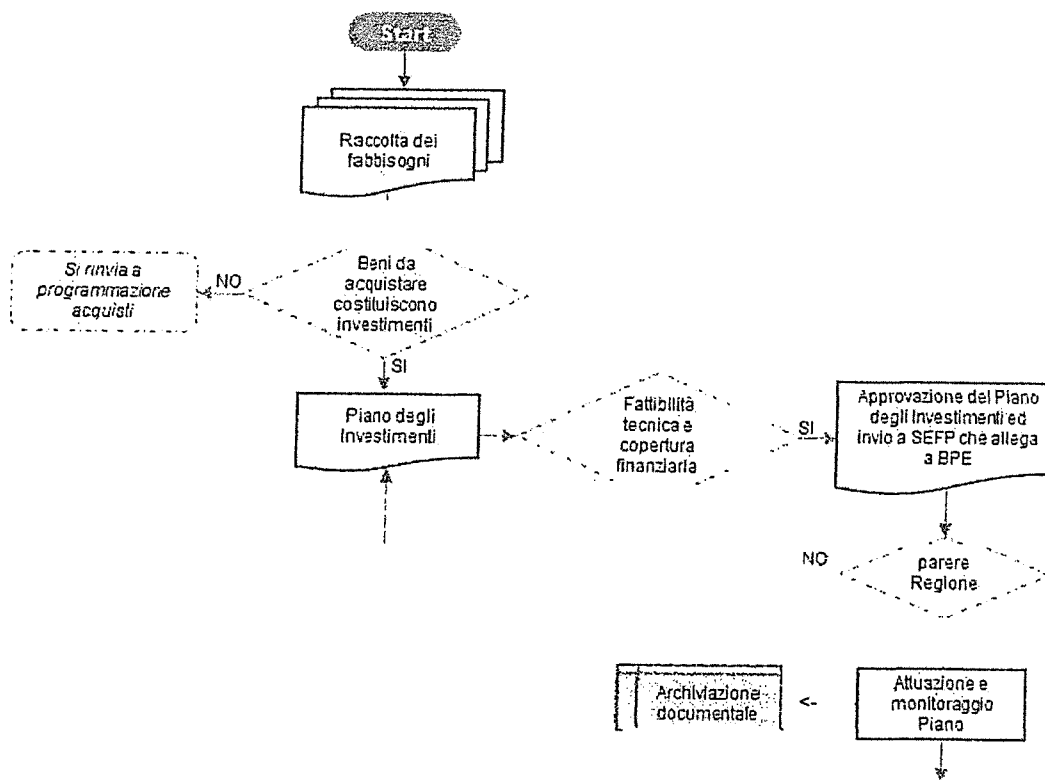 Start
Raccolta dei
fabbisogni
Si rinvia a
programmazione
acquisti
NO
Beni da
acquistare
costituiscono
investimenti
SI
Piano degli
Investimenti
Fattibilità
tecnica e
copertura
finanziaria
SI
Approvazione del Piano
degli Investimenti ed
invio a SEFP che allega
a BPE
NO
parere
Regione
Archiviazione
documentale
<-
Attuazione e
monitoraggio
Piano